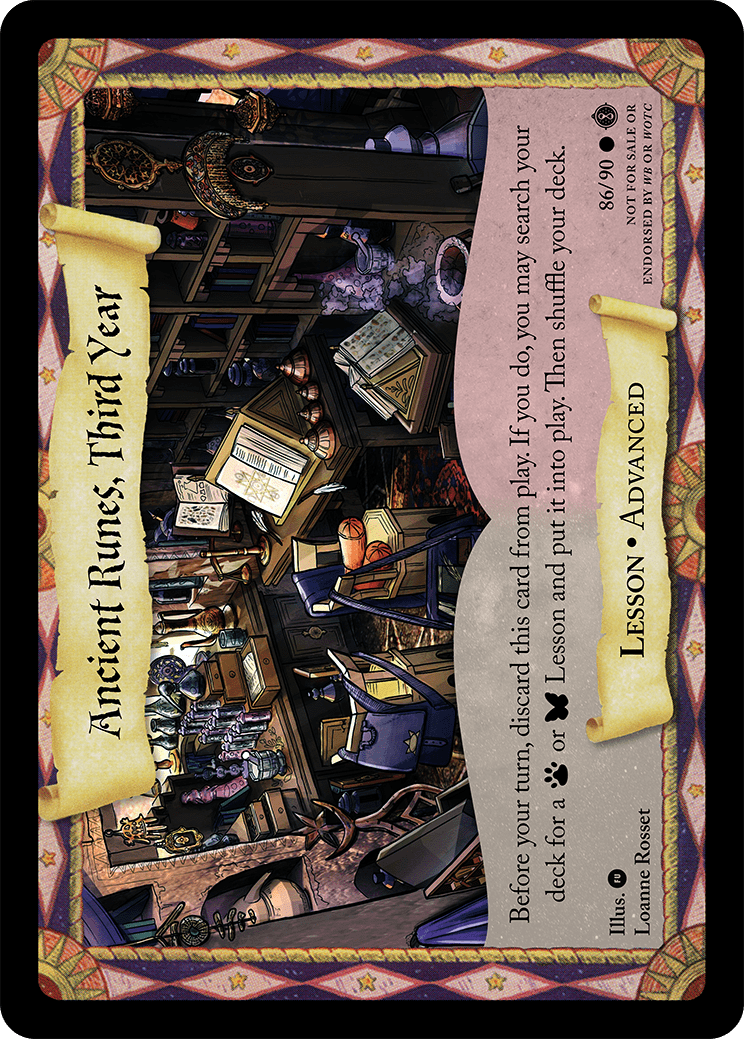 Ancient Runes, Third Year
Before your turn, discard this card from play. If you do, you may search your
deck for a or Lesson and put it into play. Then shuffle your deck.
Lesson • Advanced
Illus. FU
Loanne Rosset
86/90
NOT FOR SALE OR
ENDORSED BY WB OR WOTC